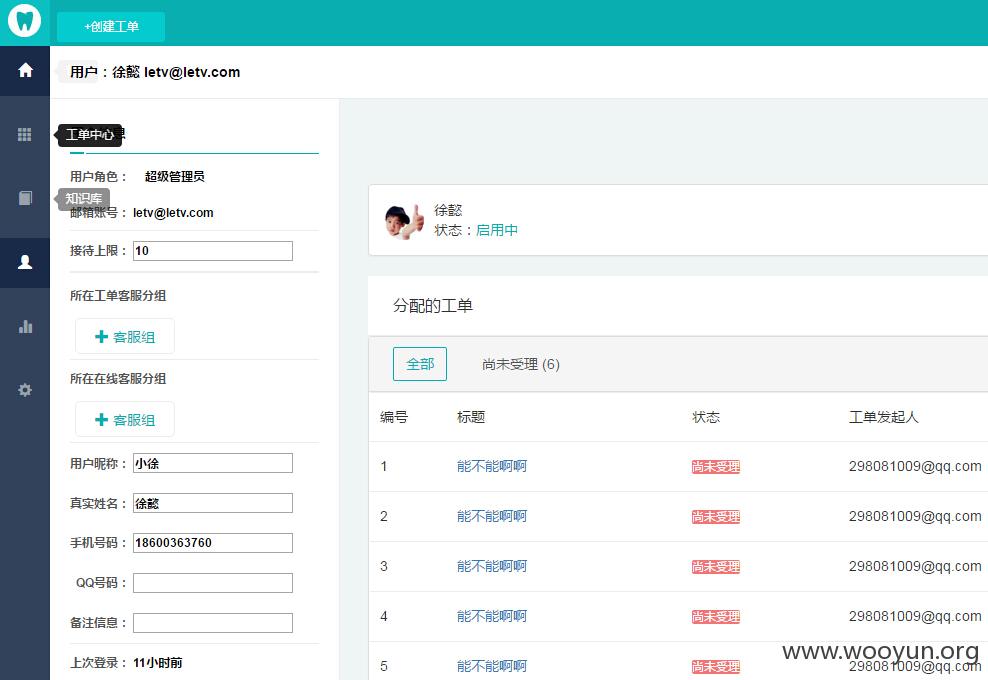 +创建工单
用户：徐懿 letv@letv.com
工单中心 息
用户角色： 超级管理员
知识库
邮箱账号： letv@letv.com
接待上限： 10
所在工单客服分组
客服组
所在在线客服分组
客服组
用户昵称： 小徐
真实姓名： 徐懿
手机号码： 18600363760
QQ号码：
备注信息：
上次登录： 11小时前
徐懿
状态：启用中
分配的工单
全部 尚未受理 (6)
编号 标题 状态 工单发起人
1 能不能啊啊 尚未受理 298081009@qq.com
2 能不能啊啊 尚未受理 298081009@qq.com
3 能不能啊啊 尚未受理 298081009@qq.com
4 能不能啊啊 尚未受理 298081009@qq.com
5 能不能啊啊 尚未受理 298081009@qq.com
www.wooyun.org